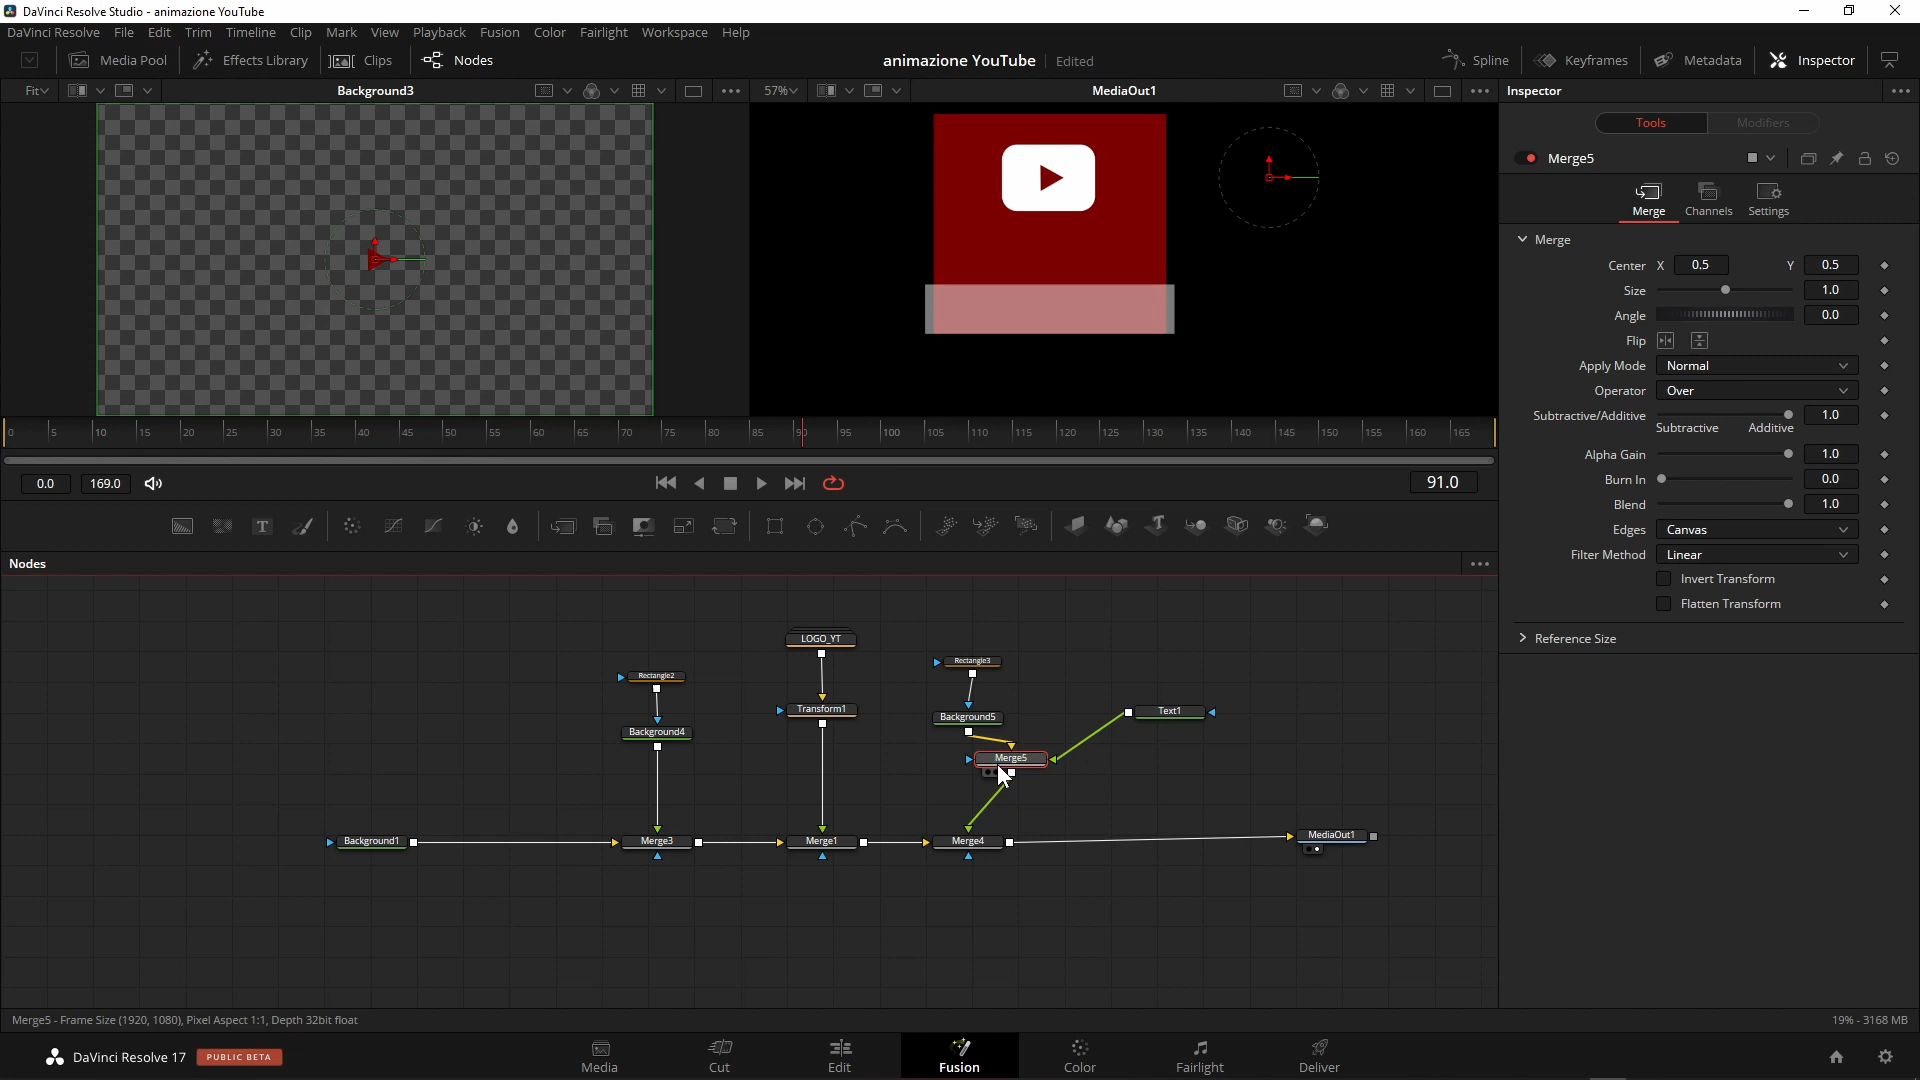 DaVinci Resolve Studio - animazione YouTube
DaVinci Resolve File Edit Trim Timeline Clip Mark View Playback Fusion Color Fairlight Workspace Help
Media Pool Effects Library Clips Nodes animazione YouTube Edited Spline Keyframes Metadata Inspector
Fit Background3 57% MediaOut1 Inspector
Tools Modifiers
Merge5
Merge Channels Settings
Merge
Center X 0.5 Y 0.5
Size 1.0
Angle 0.0
Flip
Apply Mode Normal
Operator Over
Subtractive/Additive 1.0
Subtractive Additive
Alpha Gain 1.0
Burn In 0.0
Blend 1.0
Edges Canvas
Filter Method Linear
Invert Transform
Flatten Transform
Reference Size
0 5 10 15 20 25 30 35 40 45 50 55 60 65 70 75 80 85 90 95 100 105 110 115 120 125 130 135 140 145 150 155 160 165
0.0 169.0 91.0
Nodes
LOGO_YT
Rectangle2 Rectangle3
Transform1 Background5 Text1
Background4
Merge5
Background1 Merge3 Merge1 Merge4 MediaOut1
Merge5 - Frame Size (1920, 1080), Pixel Aspect 1:1, Depth 32bit float 19% - 3168 MB
DaVinci Resolve 17 PUBLIC BETA Media Cut Edit Fusion Color Fairlight Deliver